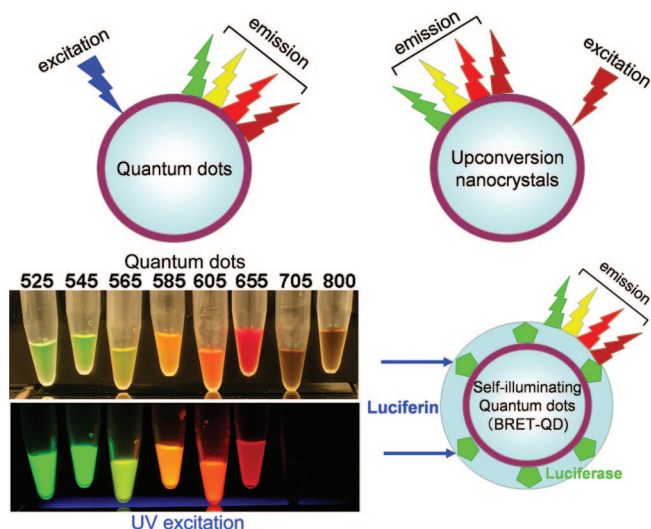 excitation
emission
Quantum dots
emission
excitation
Upconversion
nanocrystals
Quantum dots
525 545 565 585 605 655 705 800
UV excitation
emission
Luciferin
Self-illuminating
Quantum dots
(BRET-QD)
Luciferase